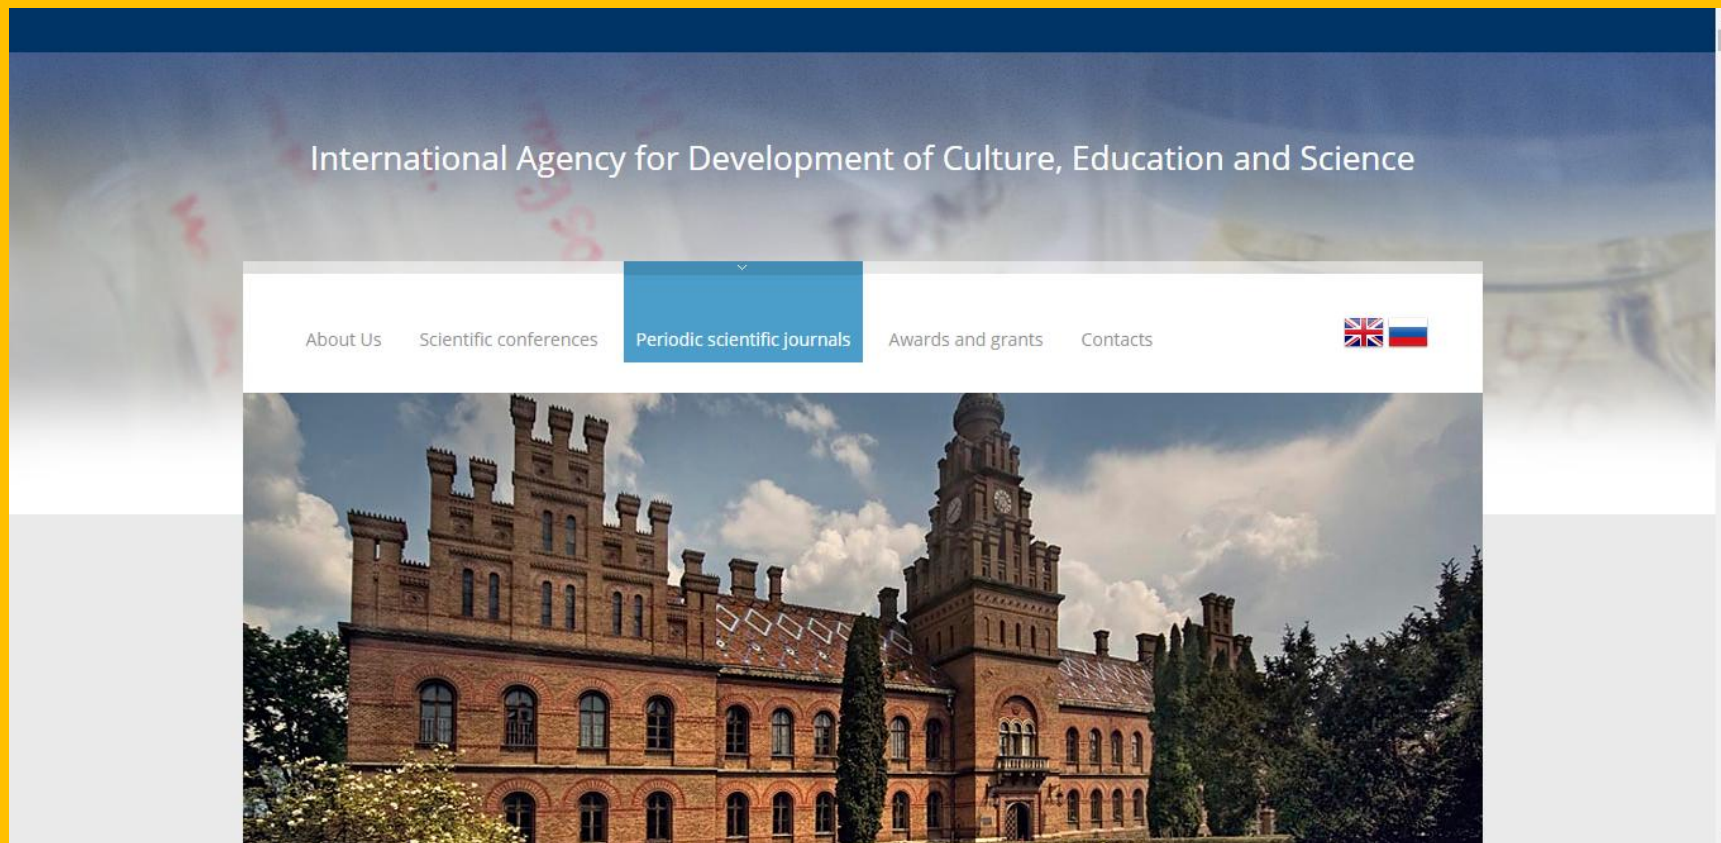 International Agency for Development of Culture, Education and Science
About Us Scientific conferences Periodic scientific journals Awards and grants Contacts